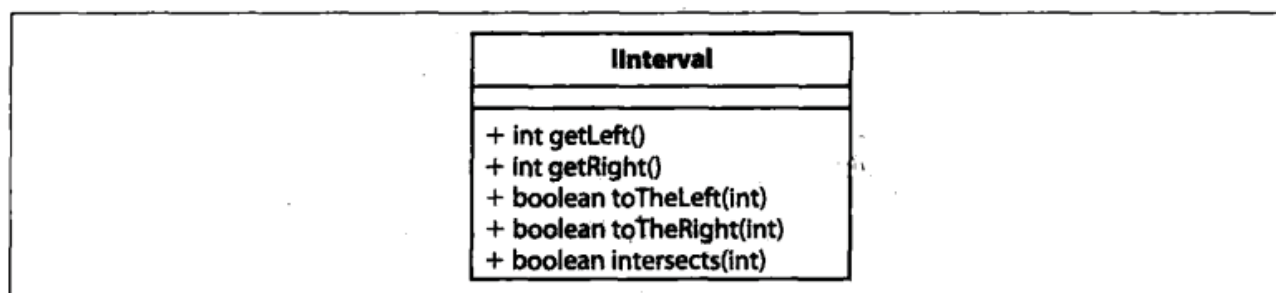 IInterval
+ int getLeft()
+ int getRight()
+ boolean toTheLeft(int)
+ boolean toTheRight(int)
+ boolean intersects(int)